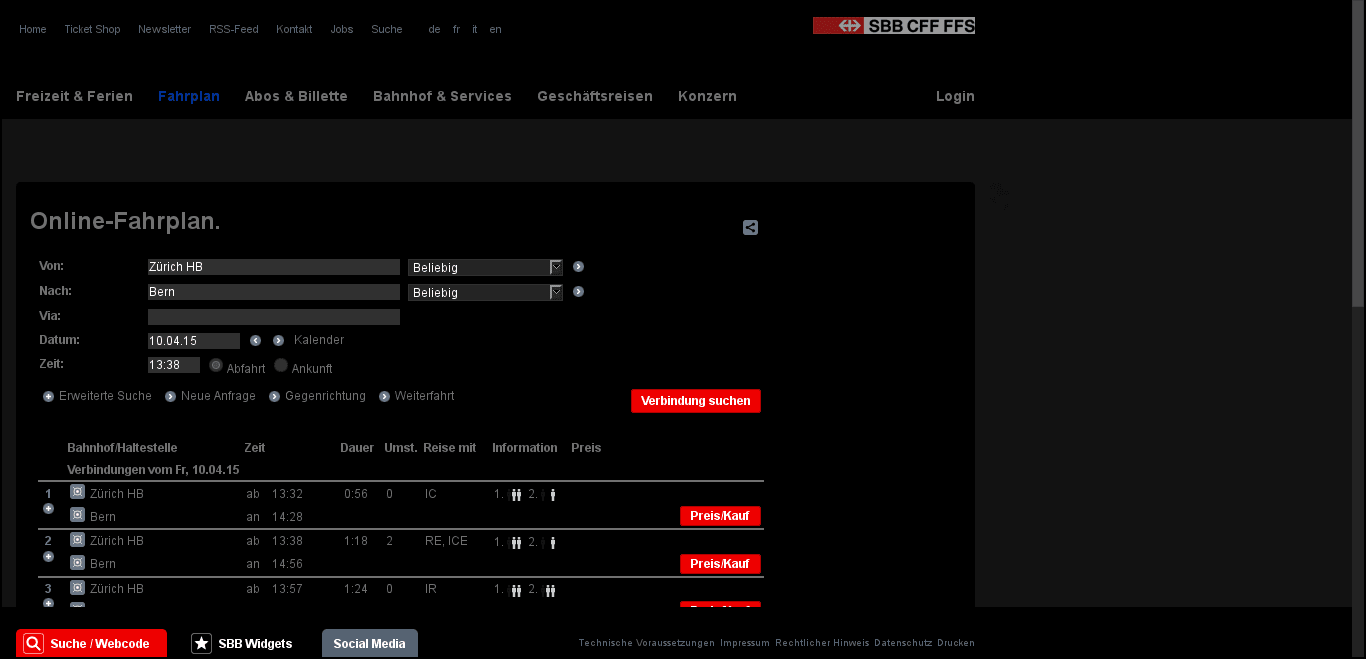 Home Ticket Shop Newsletter RSS-Feed Kontakt Jobs Suche de fr it en
SBB CFF FFS
Freizeit & Ferien Fahrplan Abos & Billette Bahnhof & Services Geschäftsreisen Konzern Login
Online-Fahrplan.
Von: Zürich HB Beliebig
Nach: Bern Beliebig
Via:
Datum: 10.04.15 Kalender
Zeit: 13:38 Abfahrt Ankunft
Erweiterte Suche Neue Anfrage Gegenrichtung Weiterfahrt
Verbindung suchen
Bahnhof/Haltestelle Zeit Dauer Umst. Reise mit Information Preis
Verbindungen vom Fr, 10.04.15
1 Zürich HB ab 13:32 0:56 0 IC 1. 2.
Bern an 14:28 Preis/Kauf
2 Zürich HB ab 13:38 1:18 2 RE, ICE 1. 2.
Bern an 14:56 Preis/Kauf
3 Zürich HB ab 13:57 1:24 0 IR 1. 2.
Suche / Webcode SBB Widgets Social Media Technische Voraussetzungen Impressum Rechtlicher Hinweis Datenschutz Drucken